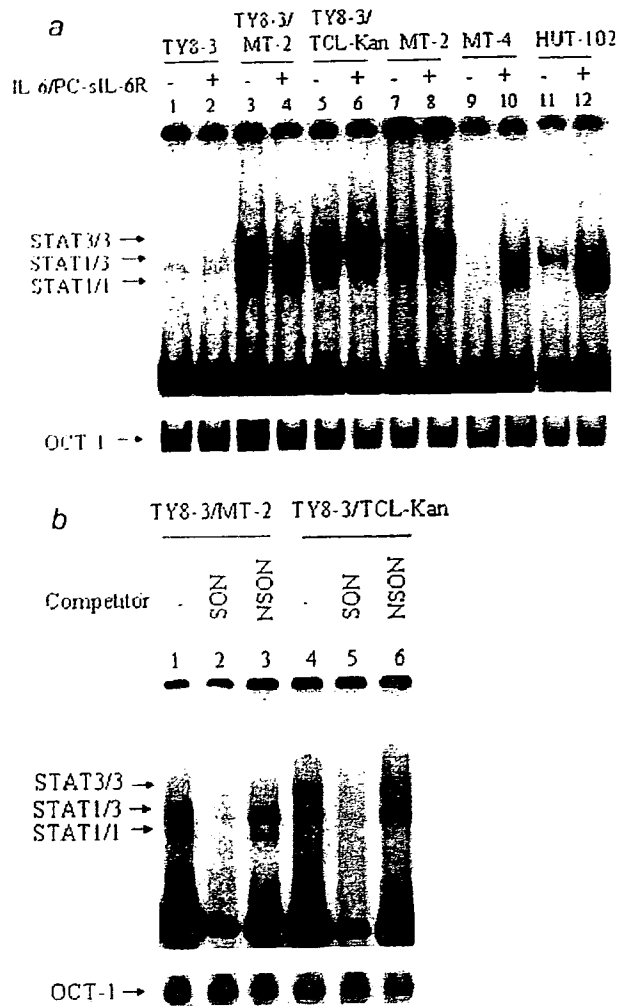 a
TY8-3
TY8-3/
MT-2
TY8-3/
TCL-Kan
MT-2
MT-4
HUT-102
IL 6/PC-sIL-6R - + - + - + - + - + - +
1 2 3 4 5 6 7 8 9 10 11 12
STAT3/3 →
STAT1/3 →
STAT1/1 →
OCT 1 →
b
TY8-3/MT-2 TY8-3/TCL-Kan
Competitor - SON NSON - SON NSON
1 2 3 4 5 6
STAT3/3 →
STAT1/3 →
STAT1/1 →
OCT-1 →